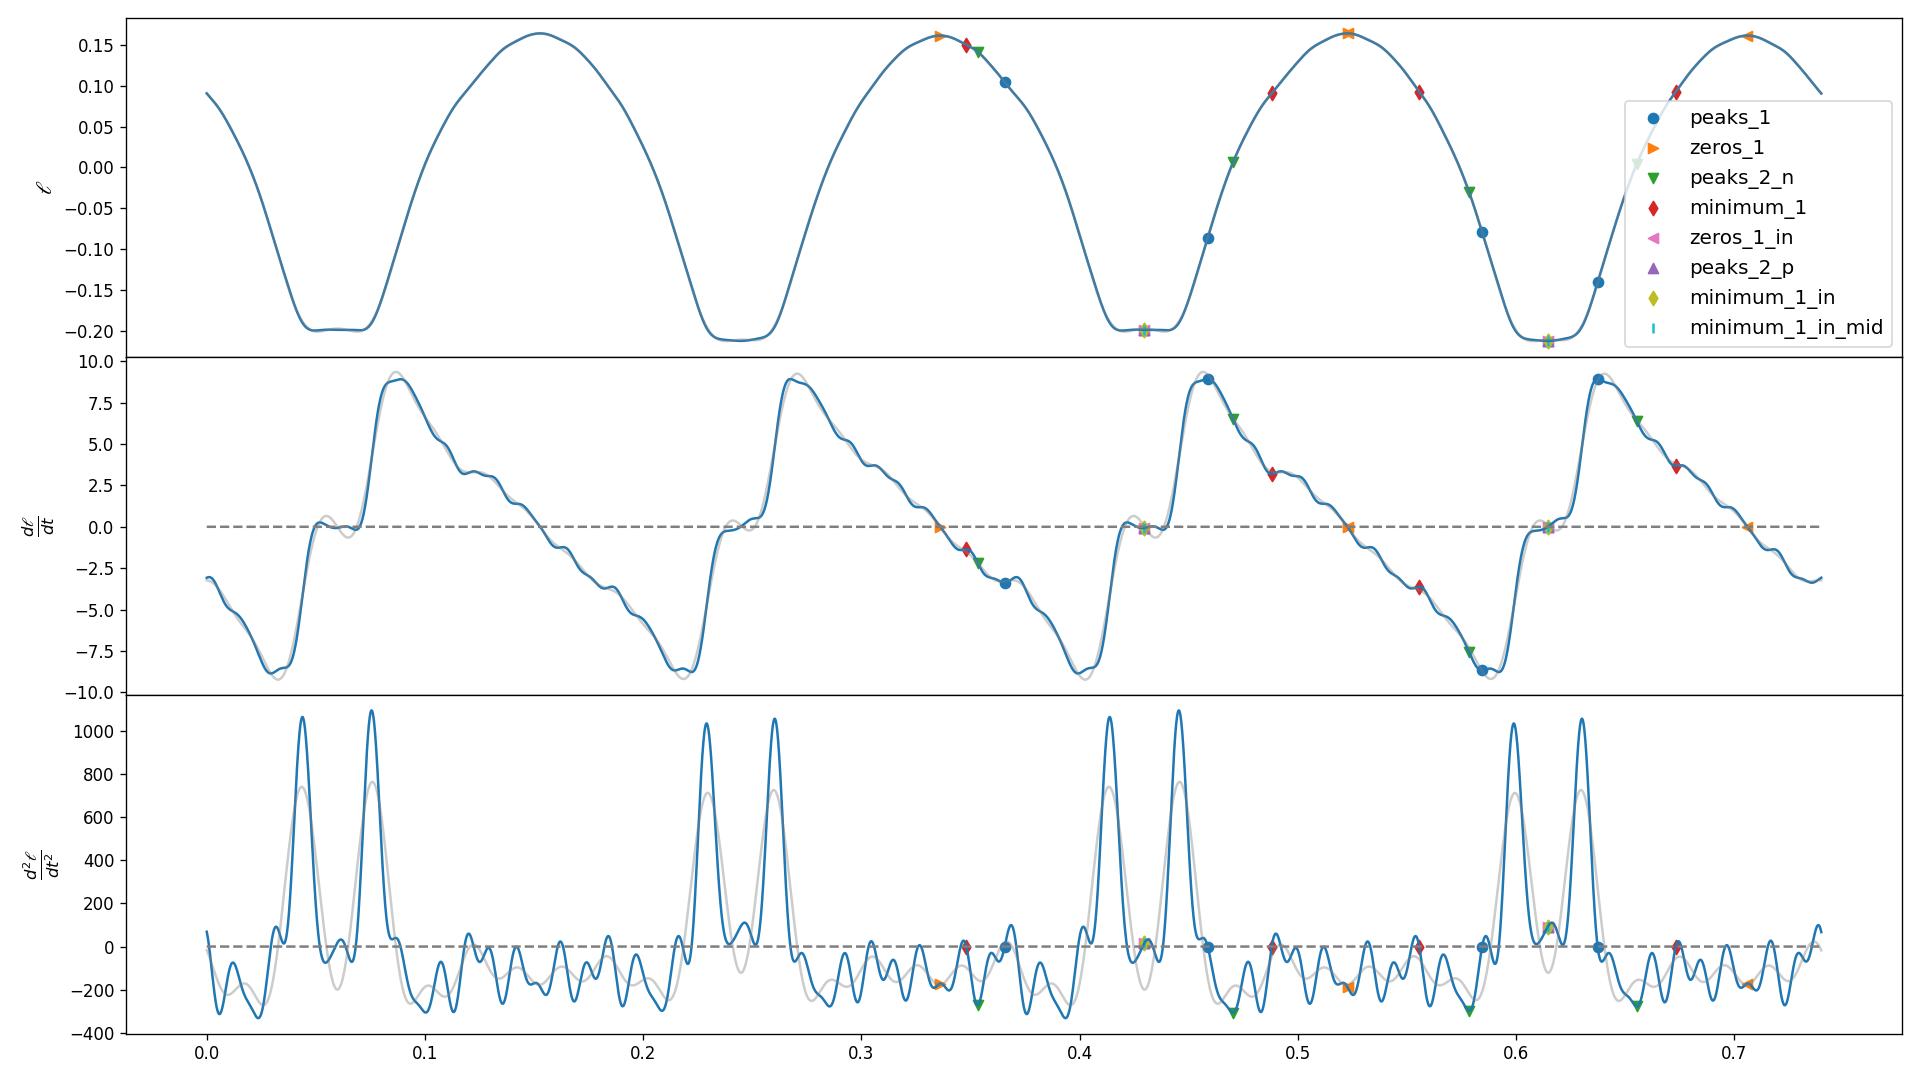 0.15
0.10
0.05
0.00
−0.05
−0.10
−0.15
−0.20
ℓ
peaks_1
zeros_1
peaks_2_n
minimum_1
zeros_1_in
peaks_2_p
minimum_1_in
minimum_1_in_mid
10.0
7.5
5.0
2.5
0.0
−2.5
−5.0
−7.5
−10.0
dℓ
dt
1000
800
600
400
200
0
−200
−400
d²ℓ
dt²
0.0 0.1 0.2 0.3 0.4 0.5 0.6 0.7